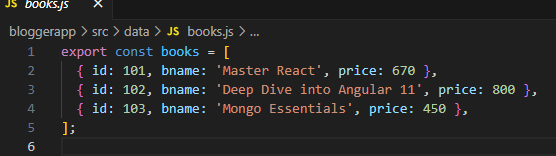 JS books.js
bloggerapp > src > data > JS books.js > ...
1 export const books = [
2 { id: 101, bname: 'Master React', price: 670 },
3 { id: 102, bname: 'Deep Dive into Angular 11', price: 800 },
4 { id: 103, bname: 'Mongo Essentials', price: 450 },
5 ];
6